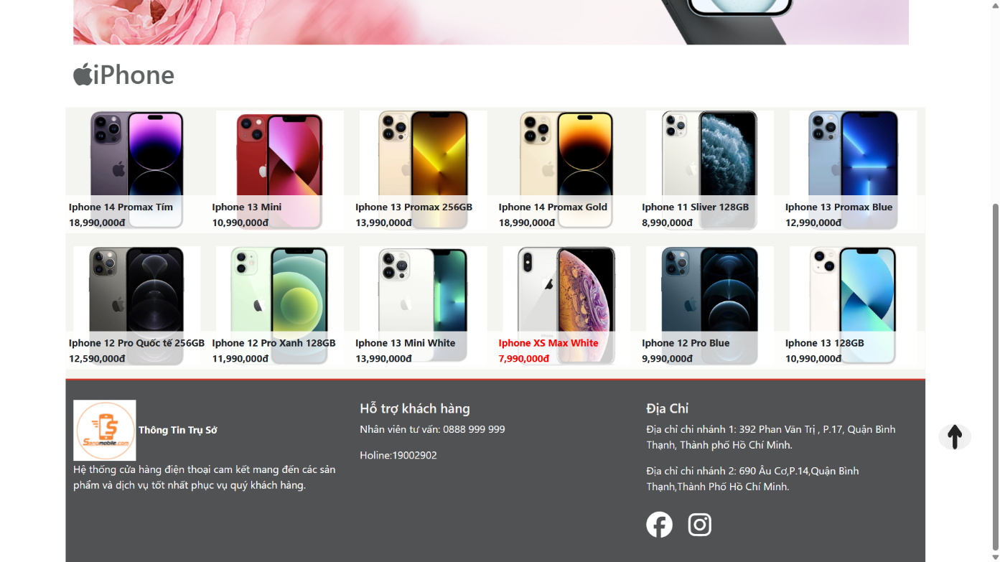 iPhone
Iphone 14 Promax Tím
18,990,000đ
Iphone 13 Mini
10,990,000đ
Iphone 13 Promax 256GB
13,990,000đ
Iphone 14 Promax Gold
18,990,000đ
Iphone 11 Sliver 128GB
8,990,000đ
Iphone 13 Promax Blue
12,990,000đ
Iphone 12 Pro Quốc tế 256GB
12,590,000đ
Iphone 12 Pro Xanh 128GB
11,990,000đ
Iphone 13 Mini White
13,990,000đ
Iphone XS Max White
7,990,000đ
Iphone 12 Pro Blue
9,990,000đ
Iphone 13 128GB
10,990,000đ
Sangmobile.com
Thông Tin Trụ Sở
Hệ thống cửa hàng điện thoại cam kết mang đến các sản
phẩm và dịch vụ tốt nhất phục vụ quý khách hàng.
Hỗ trợ khách hàng
Nhân viên tư vấn: 0888 999 999
Holine:19002902
Địa Chỉ
Địa chỉ chi nhánh 1: 392 Phan Văn Trị , P.17, Quận Bình
Thạnh, Thành phố Hồ Chí Minh.
Địa chỉ chi nhánh 2: 690 Âu Cơ,P.14,Quận Bình
Thạnh,Thành Phố Hồ Chí Minh.